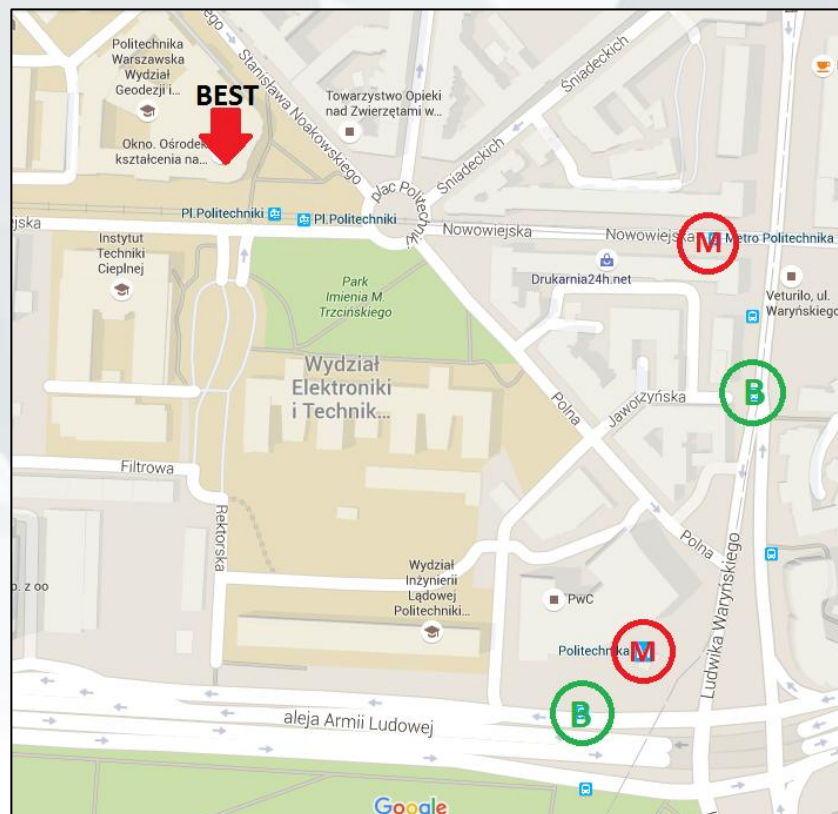 Politechnika
Warszawska
Wydział
Geodezji i...
BEST
Okno. Ośrodek
kształcenia na...
Stanisława Noakowskiego
Towarzystwo Opieki
nad Zwierzętami w...
Śniadeckich
Śniadeckich
plac Politechnik...
Pl.Politechniki
Pl.Politechniki
Nowowiejska
Nowowiejska
M
Metro Politechnika
Instytut
Techniki
Cieplnej
Park
Imienia M.
Trzcińskiego
Drukarnia24h.net
Veturilo, ul.
Waryńskiego
Wydział
Elektroniki
i Technik...
B
Jaworzyńska
Polna
Filtrowa
Rektorska
Polna
Ludwika Waryńskiego
Wydział
Inżynierii
Lądowej
Politechniki...
PwC
Politechnika
M
B
aleja Armii Ludowej
Google